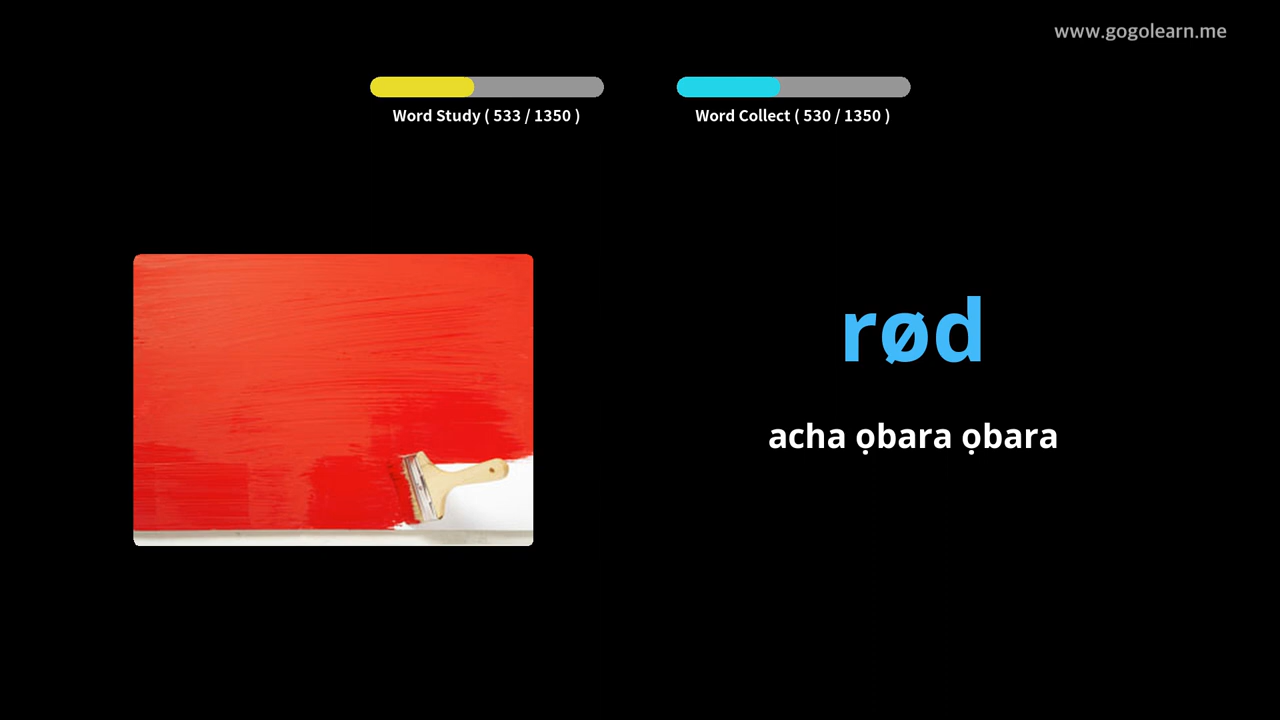 www.gogolearn.me
Word Study ( 533 / 1350 )
Word Collect ( 530 / 1350 )
rød
acha ọbara ọbara